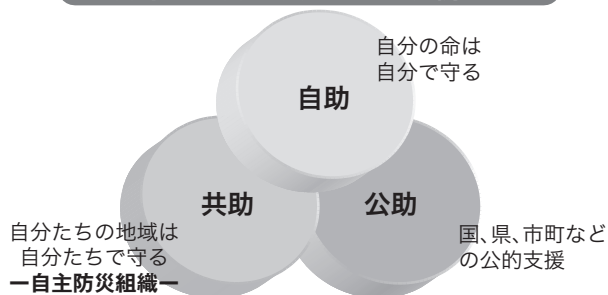 自分の命は
自分で守る
自助
共助
公助
自分たちの地域は
自分たちで守る
ー自主防災組織ー
国、県、市町など
の公的支援